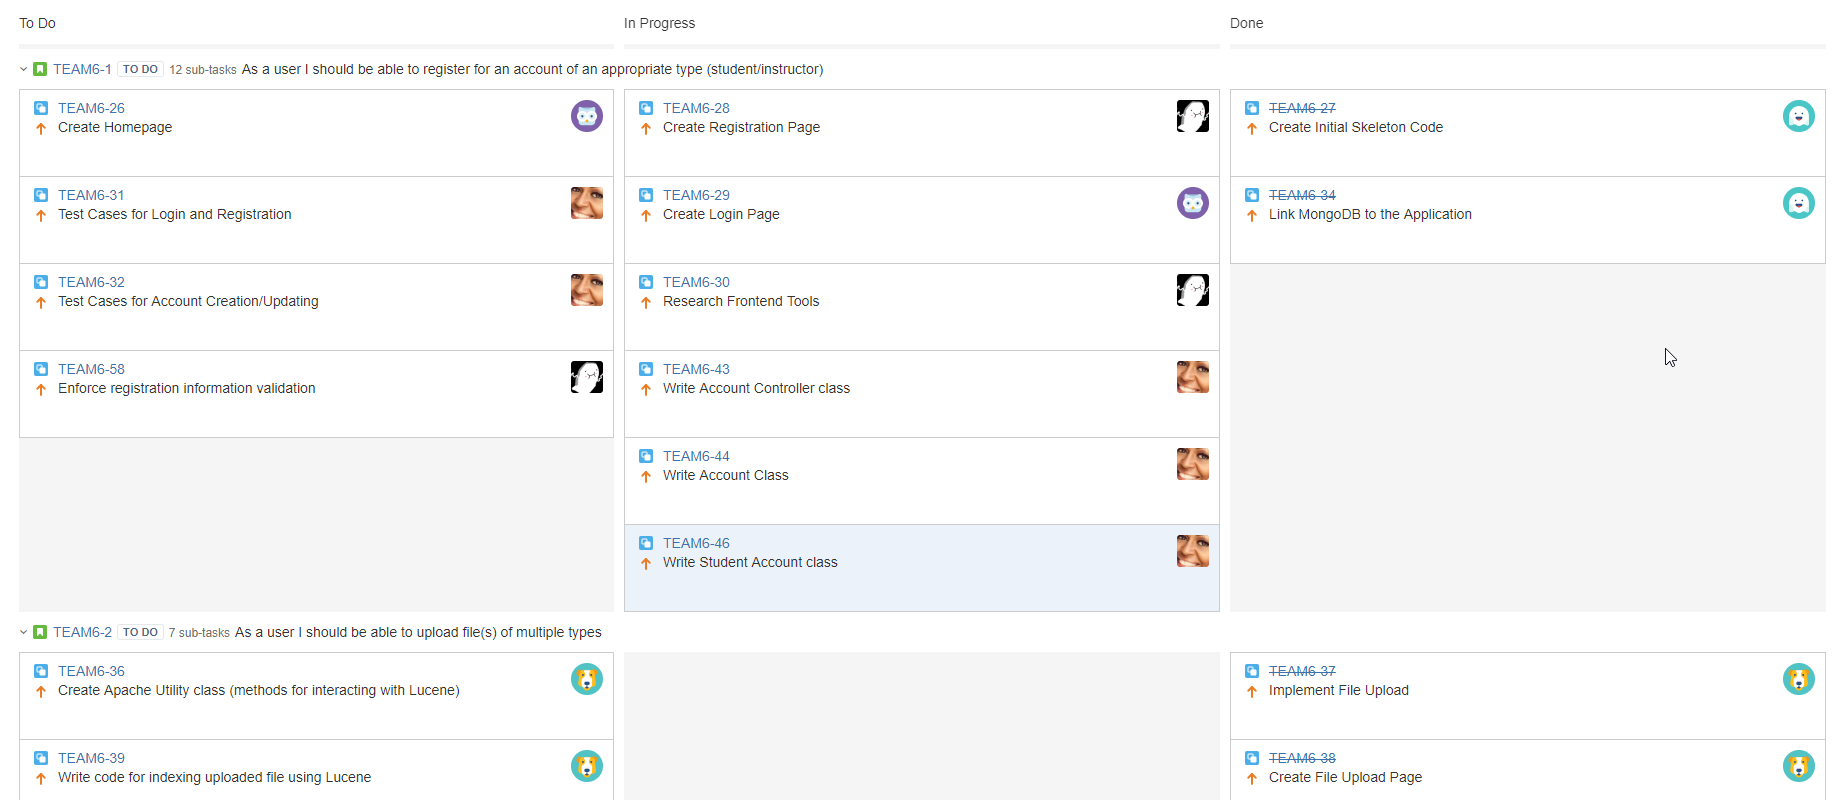 To Do
In Progress
Done
TEAM6-1 TO DO 12 sub-tasks As a user I should be able to register for an account of an appropriate type (student/instructor)
TEAM6-26
Create Homepage
TEAM6-31
Test Cases for Login and Registration
TEAM6-32
Test Cases for Account Creation/Updating
TEAM6-58
Enforce registration information validation
TEAM6-28
Create Registration Page
TEAM6-29
Create Login Page
TEAM6-30
Research Frontend Tools
TEAM6-43
Write Account Controller class
TEAM6-44
Write Account Class
TEAM6-46
Write Student Account class
TEAM6-27
Create Initial Skeleton Code
TEAM6-34
Link MongoDB to the Application
TEAM6-2 TO DO 7 sub-tasks As a user I should be able to upload file(s) of multiple types
TEAM6-36
Create Apache Utility class (methods for interacting with Lucene)
TEAM6-39
Write code for indexing uploaded file using Lucene
TEAM6-37
Implement File Upload
TEAM6-38
Create File Upload Page